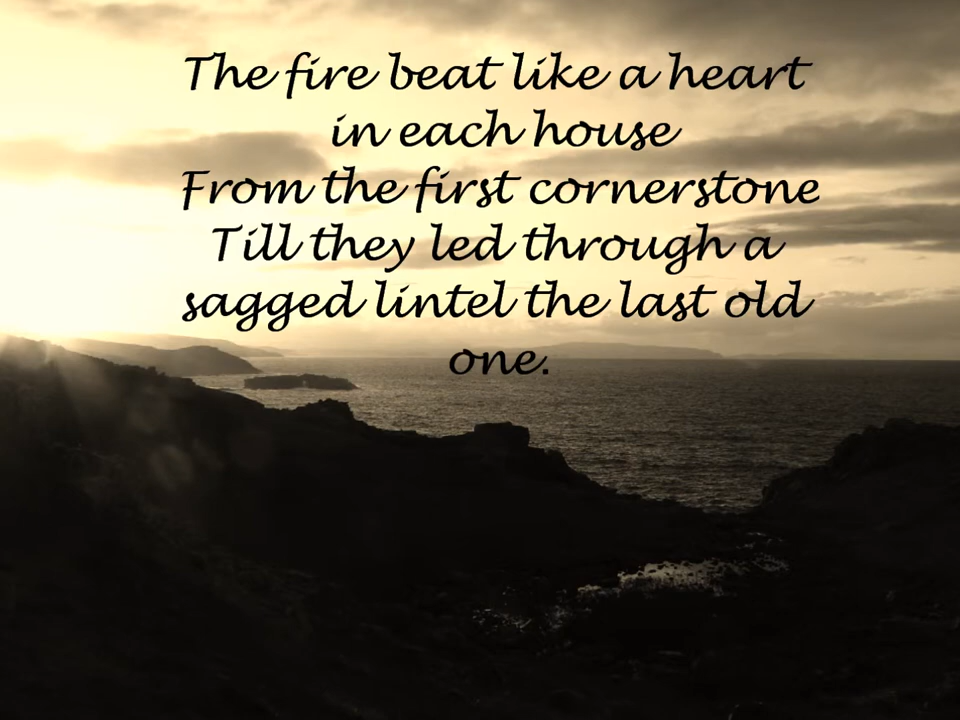 The fire beat like a heart
in each house
From the first cornerstone
Till they led through a
sagged lintel the last old
one.